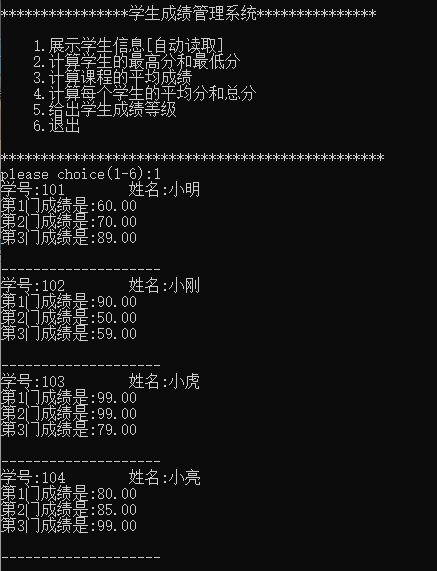 ****************学生成绩管理系统***************
1.展示学生信息[自动读取]
2.计算学生的最高分和最低分
3.计算课程的平均成绩
4.计算每个学生的平均分和总分
5.给出学生成绩等级
6.退出
************************************************
please choice(1-6):1
学号:101 姓名:小明
第1门成绩是:60.00
第2门成绩是:70.00
第3门成绩是:89.00
--------------------
学号:102 姓名:小刚
第1门成绩是:90.00
第2门成绩是:50.00
第3门成绩是:59.00
--------------------
学号:103 姓名:小虎
第1门成绩是:99.00
第2门成绩是:99.00
第3门成绩是:79.00
--------------------
学号:104 姓名:小亮
第1门成绩是:80.00
第2门成绩是:85.00
第3门成绩是:99.00
--------------------